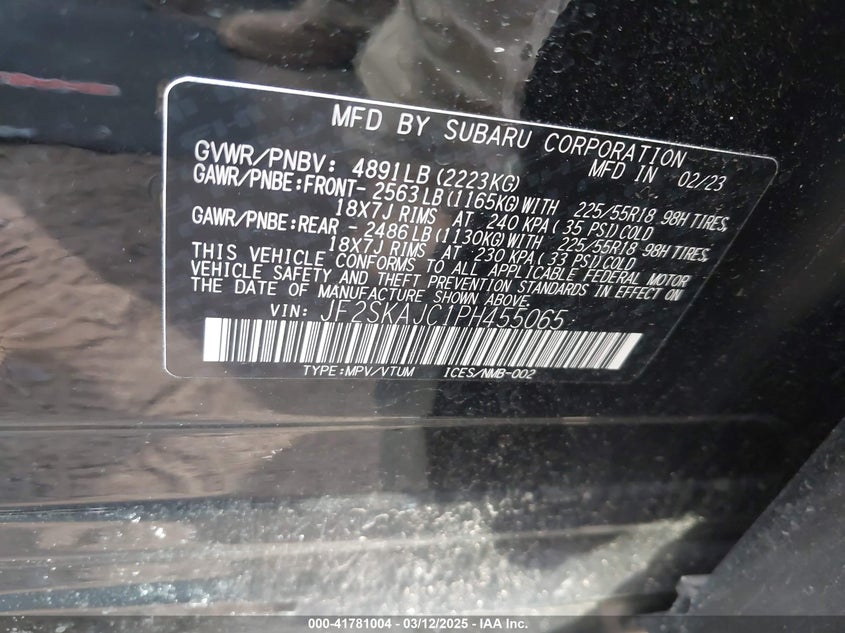 MFD BY SUBARU CORPORATION
GVWR/PNBV: 4891LB(2223KG) MFD IN 02/23
GAWR/PNBE:FRONT- 2563LB(1165KG)WITH 225/55R18 98H TIRES,
18X7J RIMS AT 240 KPA( 35 PSI)COLD
GAWR/PNBE:REAR - 2486LB(1130KG)WITH 225/55R18 98H TIRES,
18X7J RIMS AT 230 KPA( 33 PSI)COLD
THIS VEHICLE CONFORMS TO ALL APPLICABLE FEDERAL MOTOR
VEHICLE SAFETY AND THEFT PREVENTION STANDARDS IN EFFECT ON
THE DATE OF MANUFACTURE SHOWN ABOVE.
VIN: JF2SKAJC1PH455065
TYPE:MPV/VTUM ICES/NMB-002
000-41781004 - 03/12/2025 - IAA Inc.